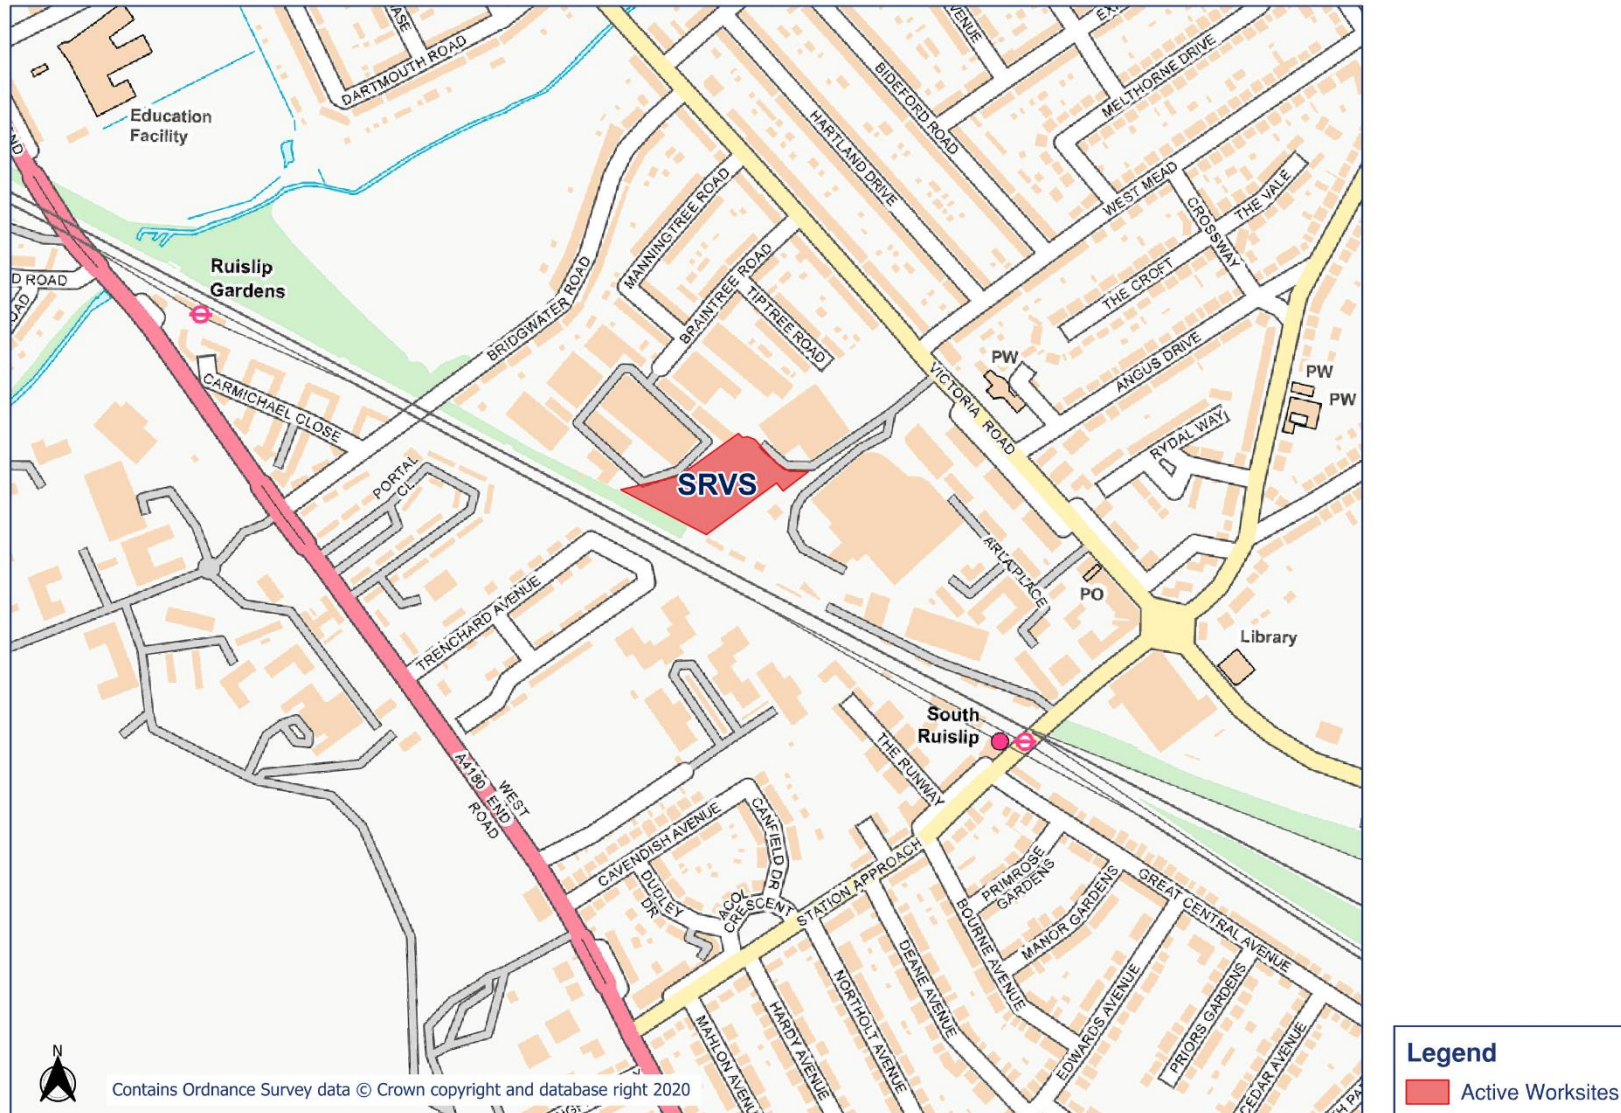 DARTMOUTH ROAD
Education
Facility
BIDEFORD ROAD
MELTHORNE DRIVE
HARTLAND DRIVE
WEST MEAD
THE VALE
CROSSWAY
MANNINGTREE ROAD
Ruislip
Gardens
D ROAD
BRIDGWATER ROAD
BRAINTREE ROAD
TIPTREE ROAD
THE CROFT
ANGUS DRIVE
PW
PW
PW
VICTORIA ROAD
CARMICHAEL CLOSE
RYDAL WAY
PORTAL
CL
SRVS
ARLA PLACE
PO
TRENCHARD AVENUE
Library
South
Ruislip
THE RUNWAY
A4180
WEST
END
ROAD
CAVENDISH AVENUE
CANFIELD DR
DUDLEY
DR
ACOL
CRESCENT
STATION APPROACH
PRIMROSE
GARDENS
MANOR GARDENS
GREAT CENTRAL AVENUE
BOURNE AVENUE
DEANE AVENUE
NORTHOLT AVENUE
HARDY AVENUE
MAHLON AVENUE
EDWARDS AVENUE
PRIORS GARDENS
CEDAR AVENUE
N
Contains Ordnance Survey data © Crown copyright and database right 2020
Legend
Active Worksites